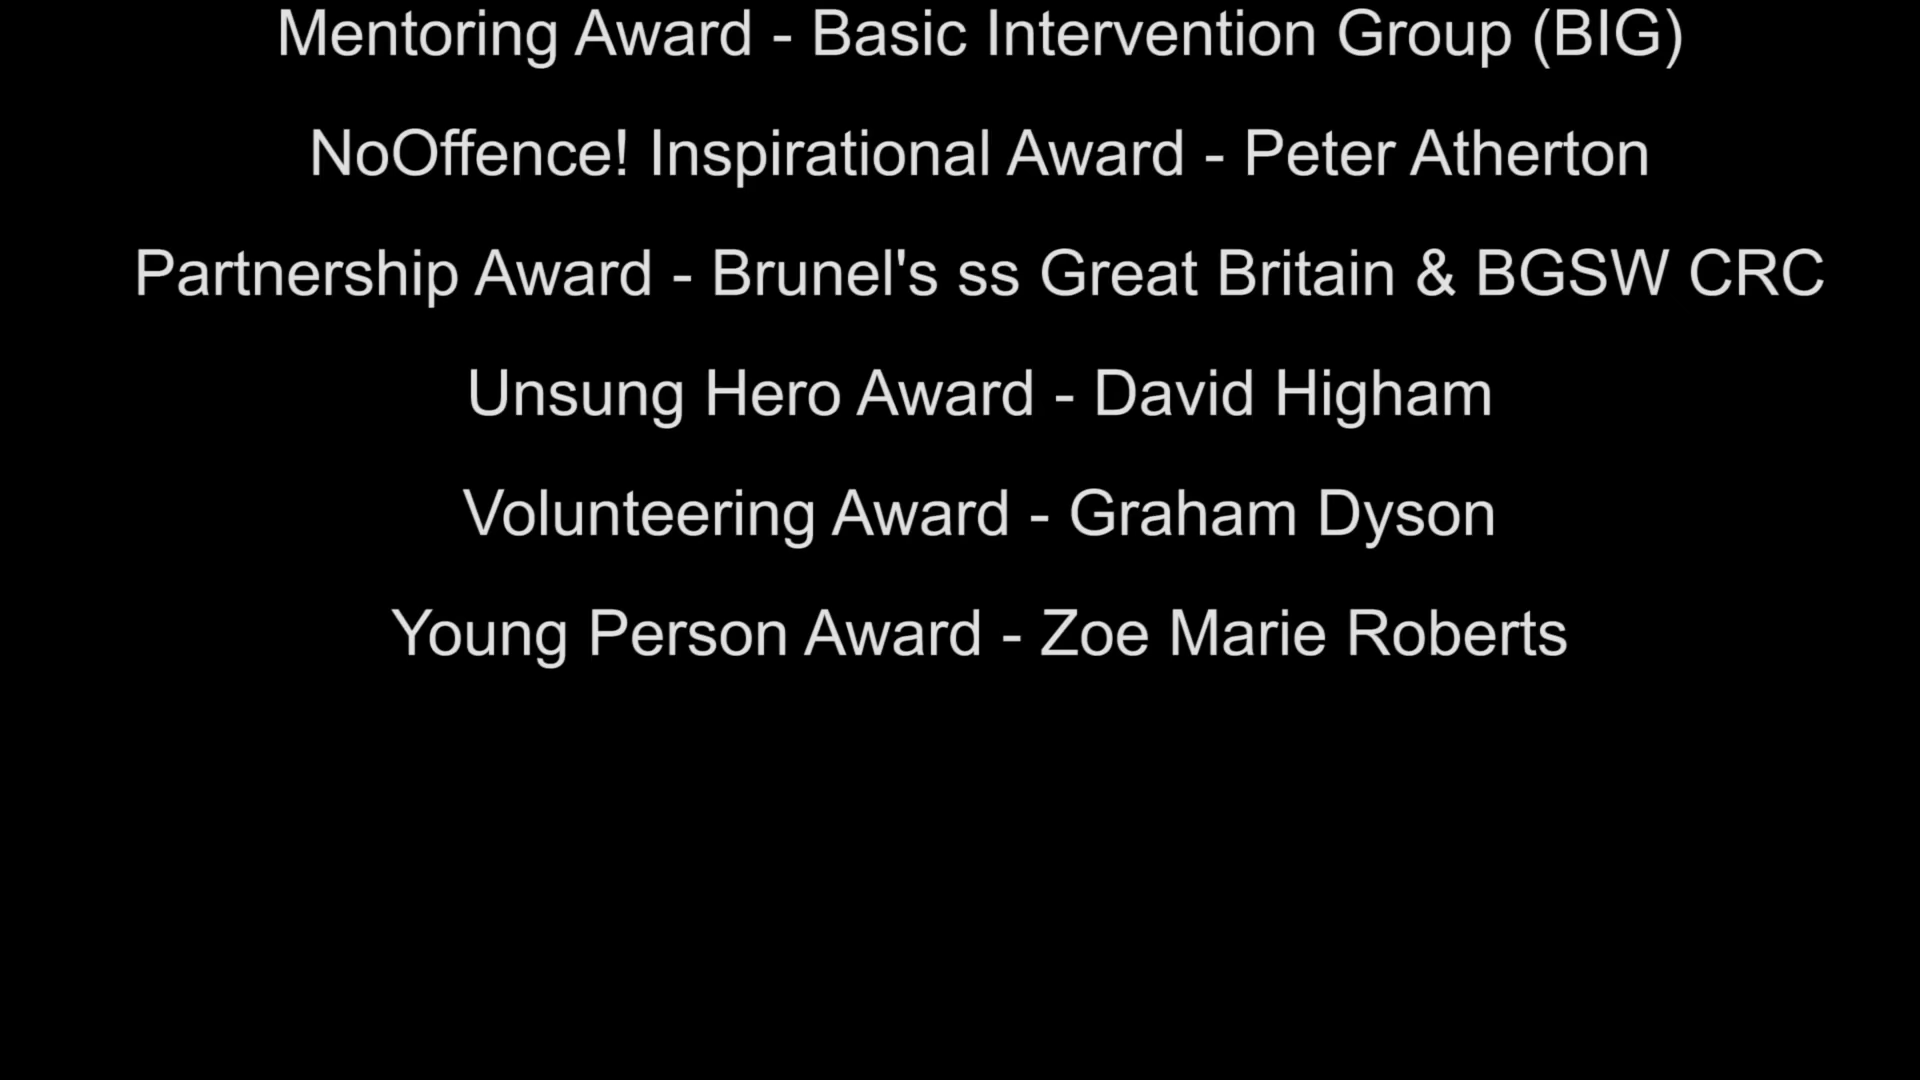 Mentoring Award - Basic Intervention Group (BIG)
NoOffence! Inspirational Award - Peter Atherton
Partnership Award - Brunel's ss Great Britain & BGSW CRC
Unsung Hero Award - David Higham
Volunteering Award - Graham Dyson
Young Person Award - Zoe Marie Roberts